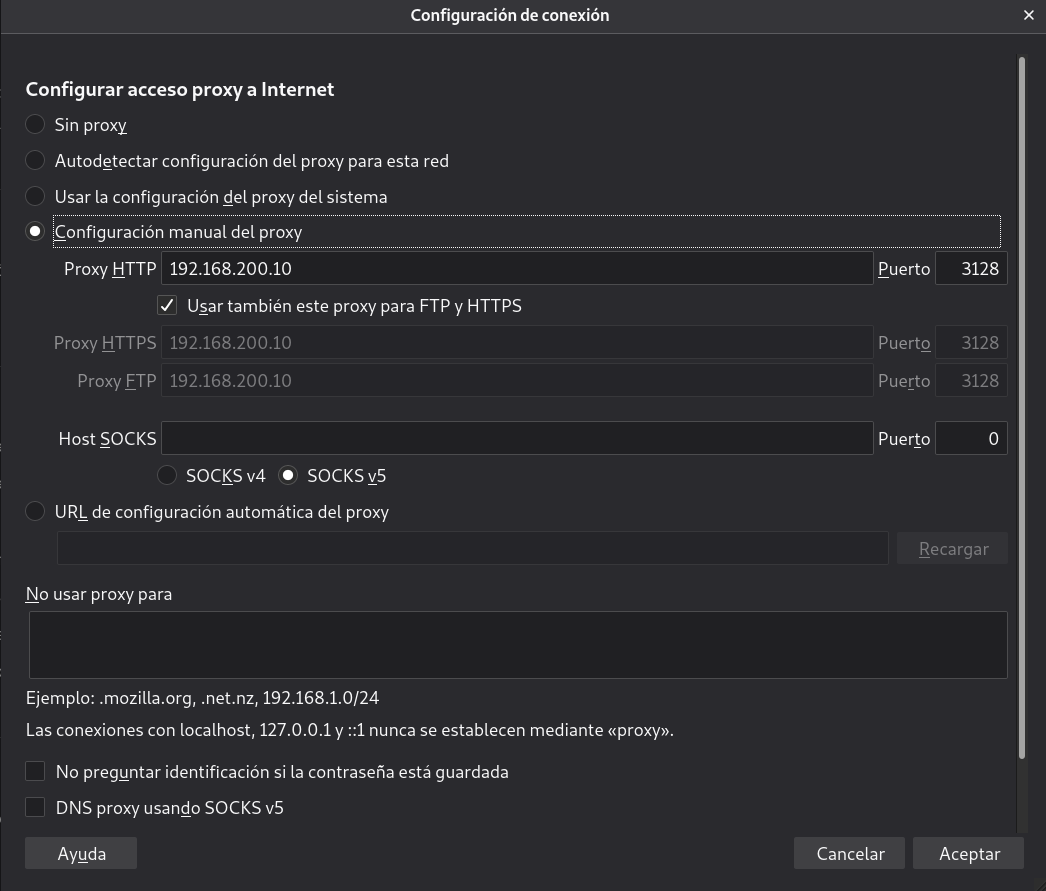 Configuración de conexión
Configurar acceso proxy a Internet
Sin proxy
Autodetectar configuración del proxy para esta red
Usar la configuración del proxy del sistema
Configuración manual del proxy
Proxy HTTP 192.168.200.10 Puerto 3128
Usar también este proxy para FTP y HTTPS
Proxy HTTPS 192.168.200.10 Puerto 3128
Proxy FTP 192.168.200.10 Puerto 3128
Host SOCKS Puerto 0
SOCKS v4 SOCKS v5
URL de configuración automática del proxy
Recargar
No usar proxy para
Ejemplo: .mozilla.org, .net.nz, 192.168.1.0/24
Las conexiones con localhost, 127.0.0.1 y ::1 nunca se establecen mediante «proxy».
No preguntar identificación si la contraseña está guardada
DNS proxy usando SOCKS v5
Ayuda Cancelar Aceptar